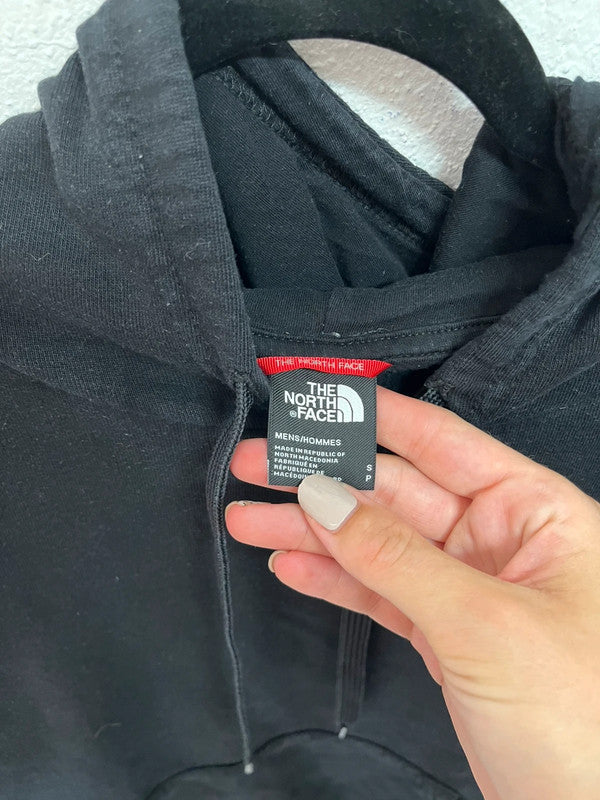 THE NORTH FACE
THE
NORTH
®FACE
MENS/HOMMES
MADE IN REPUBLIC OF
NORTH MACEDONIA
FABRIQUÉ EN
RÉPUBLIQUE DE
S
P